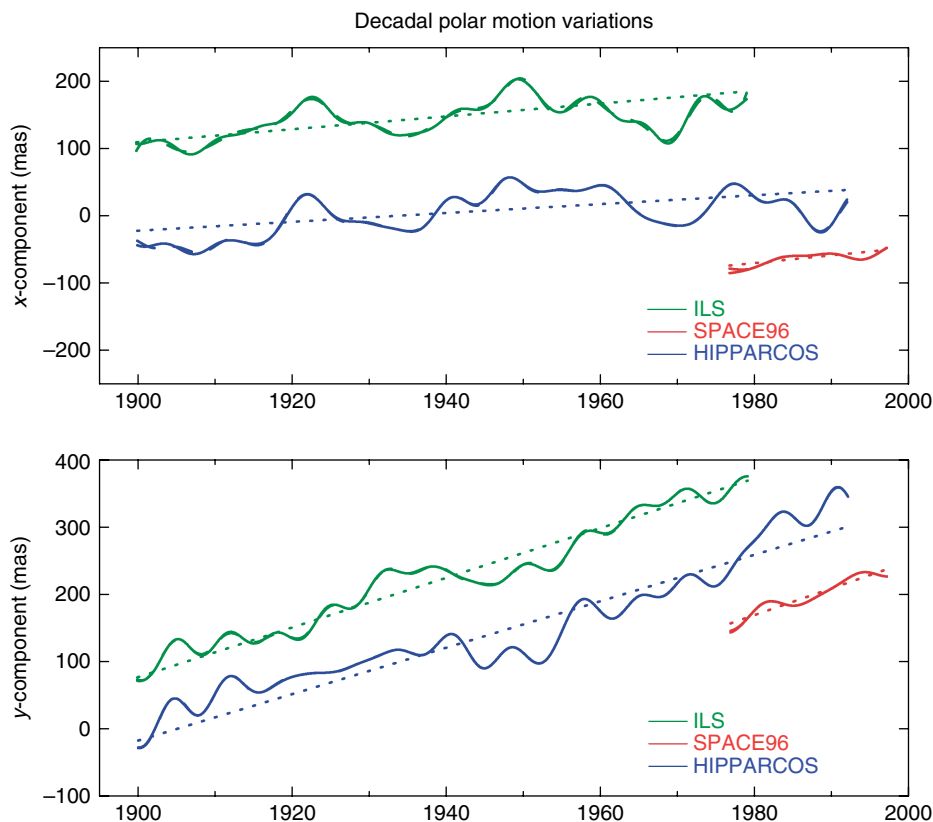 Decadal polar motion variations
x-component (mas)
200
100
0
−100
−200
ILS
SPACE96
HIPPARCOS
1900 1920 1940 1960 1980 2000
y-component (mas)
400
300
200
100
0
−100
ILS
SPACE96
HIPPARCOS
1900 1920 1940 1960 1980 2000